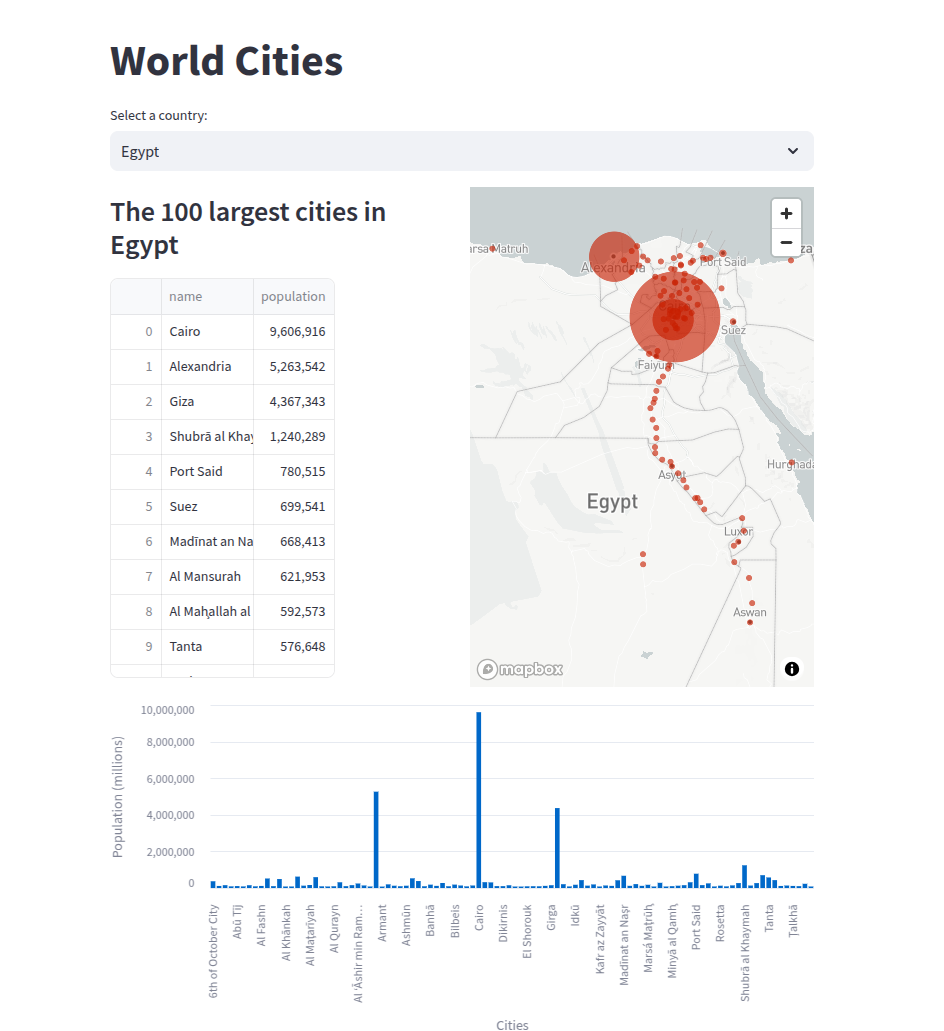 World Cities
Select a country:
Egypt
The 100 largest cities in
Egypt
name population
0 Cairo 9,606,916
1 Alexandria 5,263,542
2 Giza 4,367,343
3 Shubrā al Khay 1,240,289
4 Port Said 780,515
5 Suez 699,541
6 Madīnat an Na 668,413
7 Al Mansurah 621,953
8 Al Maḩallah al 592,573
9 Tanta 576,648
+
−
arsa Matruh
Alexandria
Port Said
za
Suez
Faiyum
Hurghada
Asyut
Egypt
Luxor
Aswan
mapbox
i
10,000,000
8,000,000
6,000,000
4,000,000
2,000,000
0
Population (millions)
6th of October City
Abū Tīj
Al Fashn
Al Khānkah
Al Maţarīyah
Al Qurayn
Al ‘Āshir min Ram…
Armant
Ashmūn
Banhā
Bilbeis
Cairo
Dikirnis
El Shorouk
Girga
Idkū
Kafr az Zayyāt
Madīnat an Naşr
Marsá Maţrūḩ
Minyā al Qamḩ
Port Said
Rosetta
Shubrā al Khaymah
Tanta
Ţalkhā
Cities